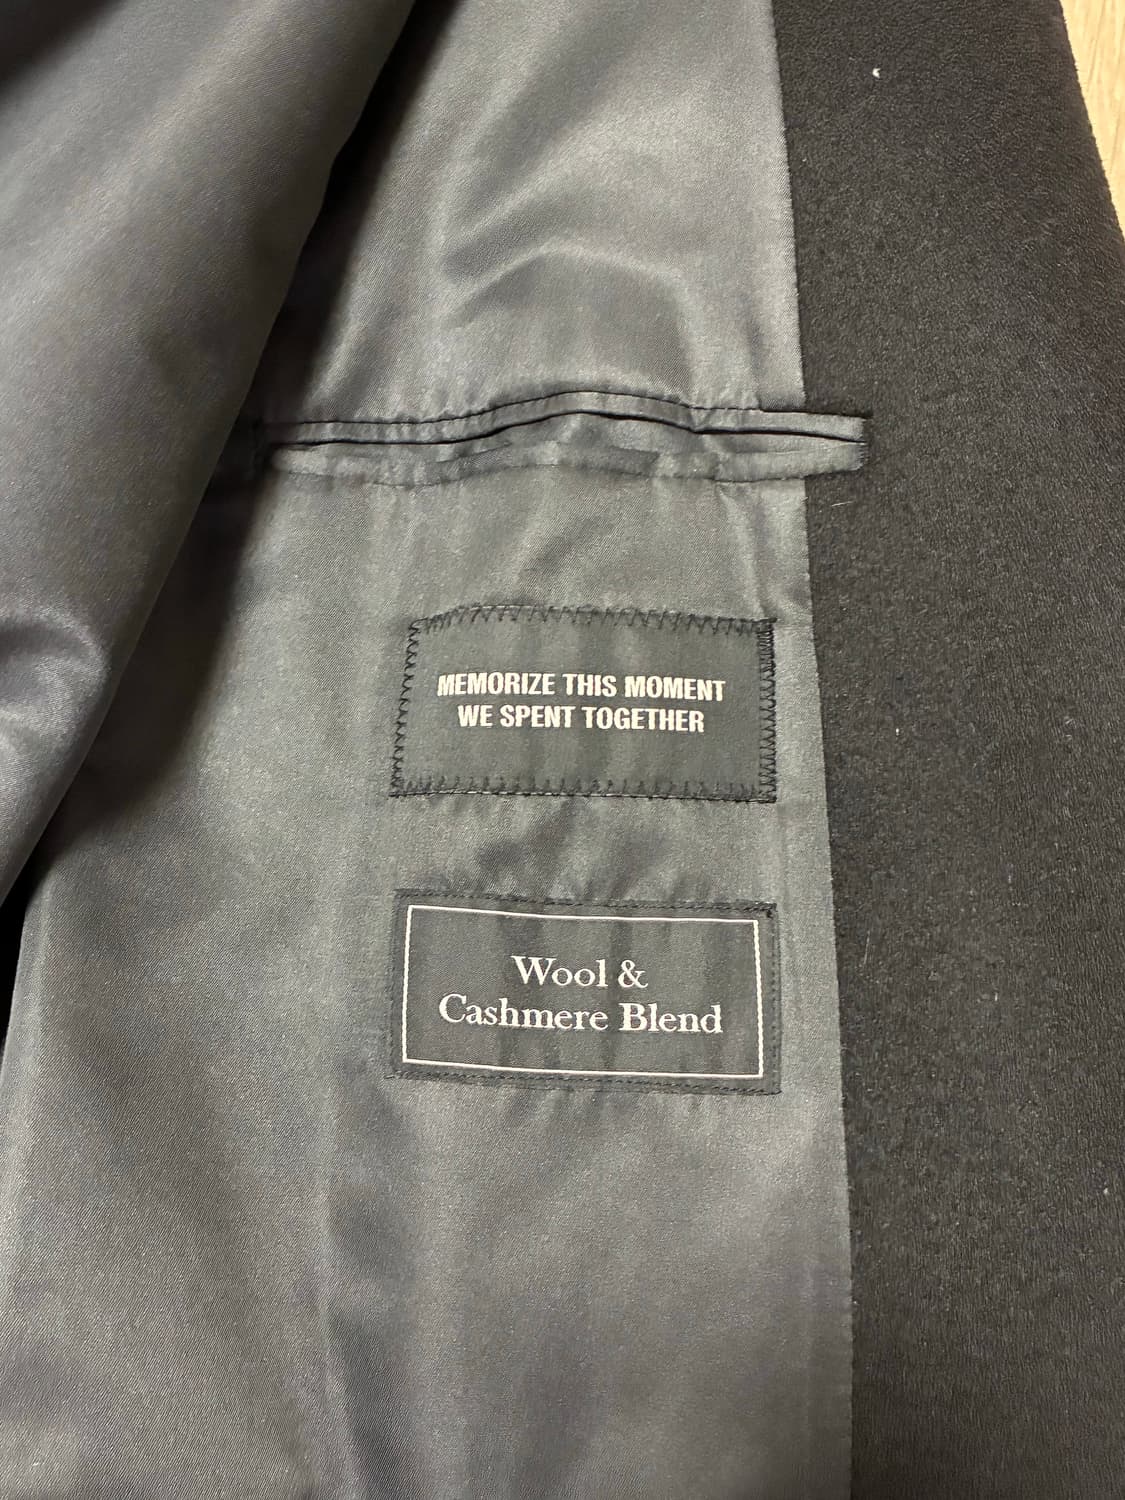 MEMORIZE THIS MOMENT
WE SPENT TOGETHER
Wool &
Cashmere Blend